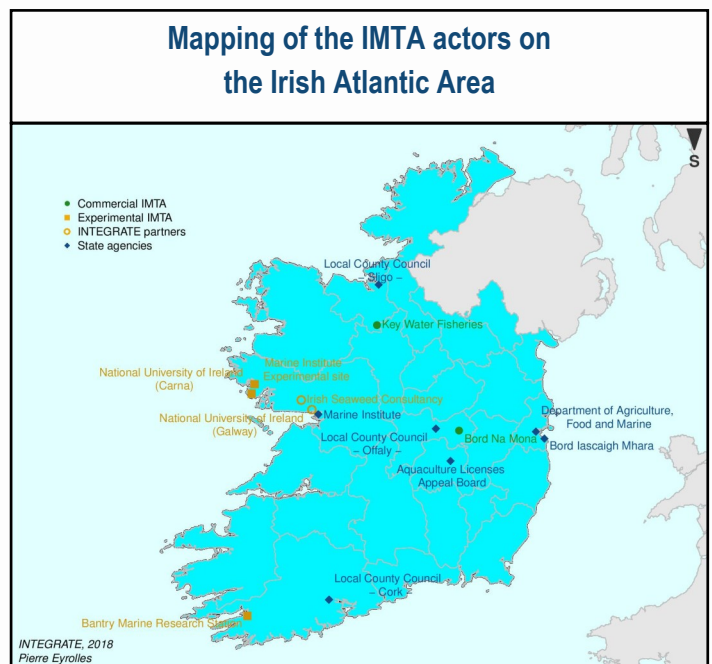 Mapping of the IMTA actors on
the Irish Atlantic Area
S
Commercial IMTA
Experimental IMTA
INTEGRATE partners
State agencies
Local County Council
– Sligo –
Key Water Fisheries
National University of Ireland
(Carna)
Marine Institute
Experimental site
Irish Seaweed Consultancy
National University of Ireland
(Galway)
Marine Institute
Local County Council
– Offaly –
Bord Na Mona
Department of Agriculture,
Food and Marine
Bord Iascaigh Mhara
Aquaculture Licenses
Appeal Board
Local County Council
– Cork
Bantry Marine Research Station
INTEGRATE, 2018
Pierre Eyrolles